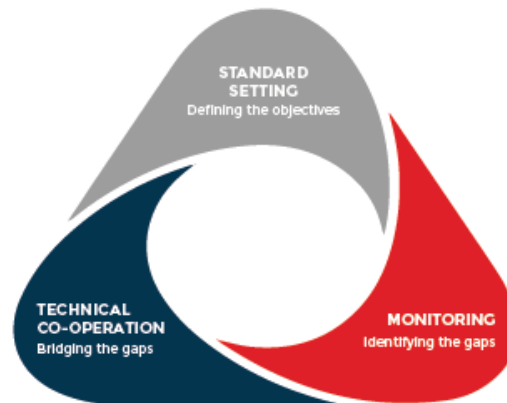 STANDARD
SETTING
Defining the objectives
TECHNICAL
CO-OPERATION
Bridging the gaps
MONITORING
Identifying the gaps